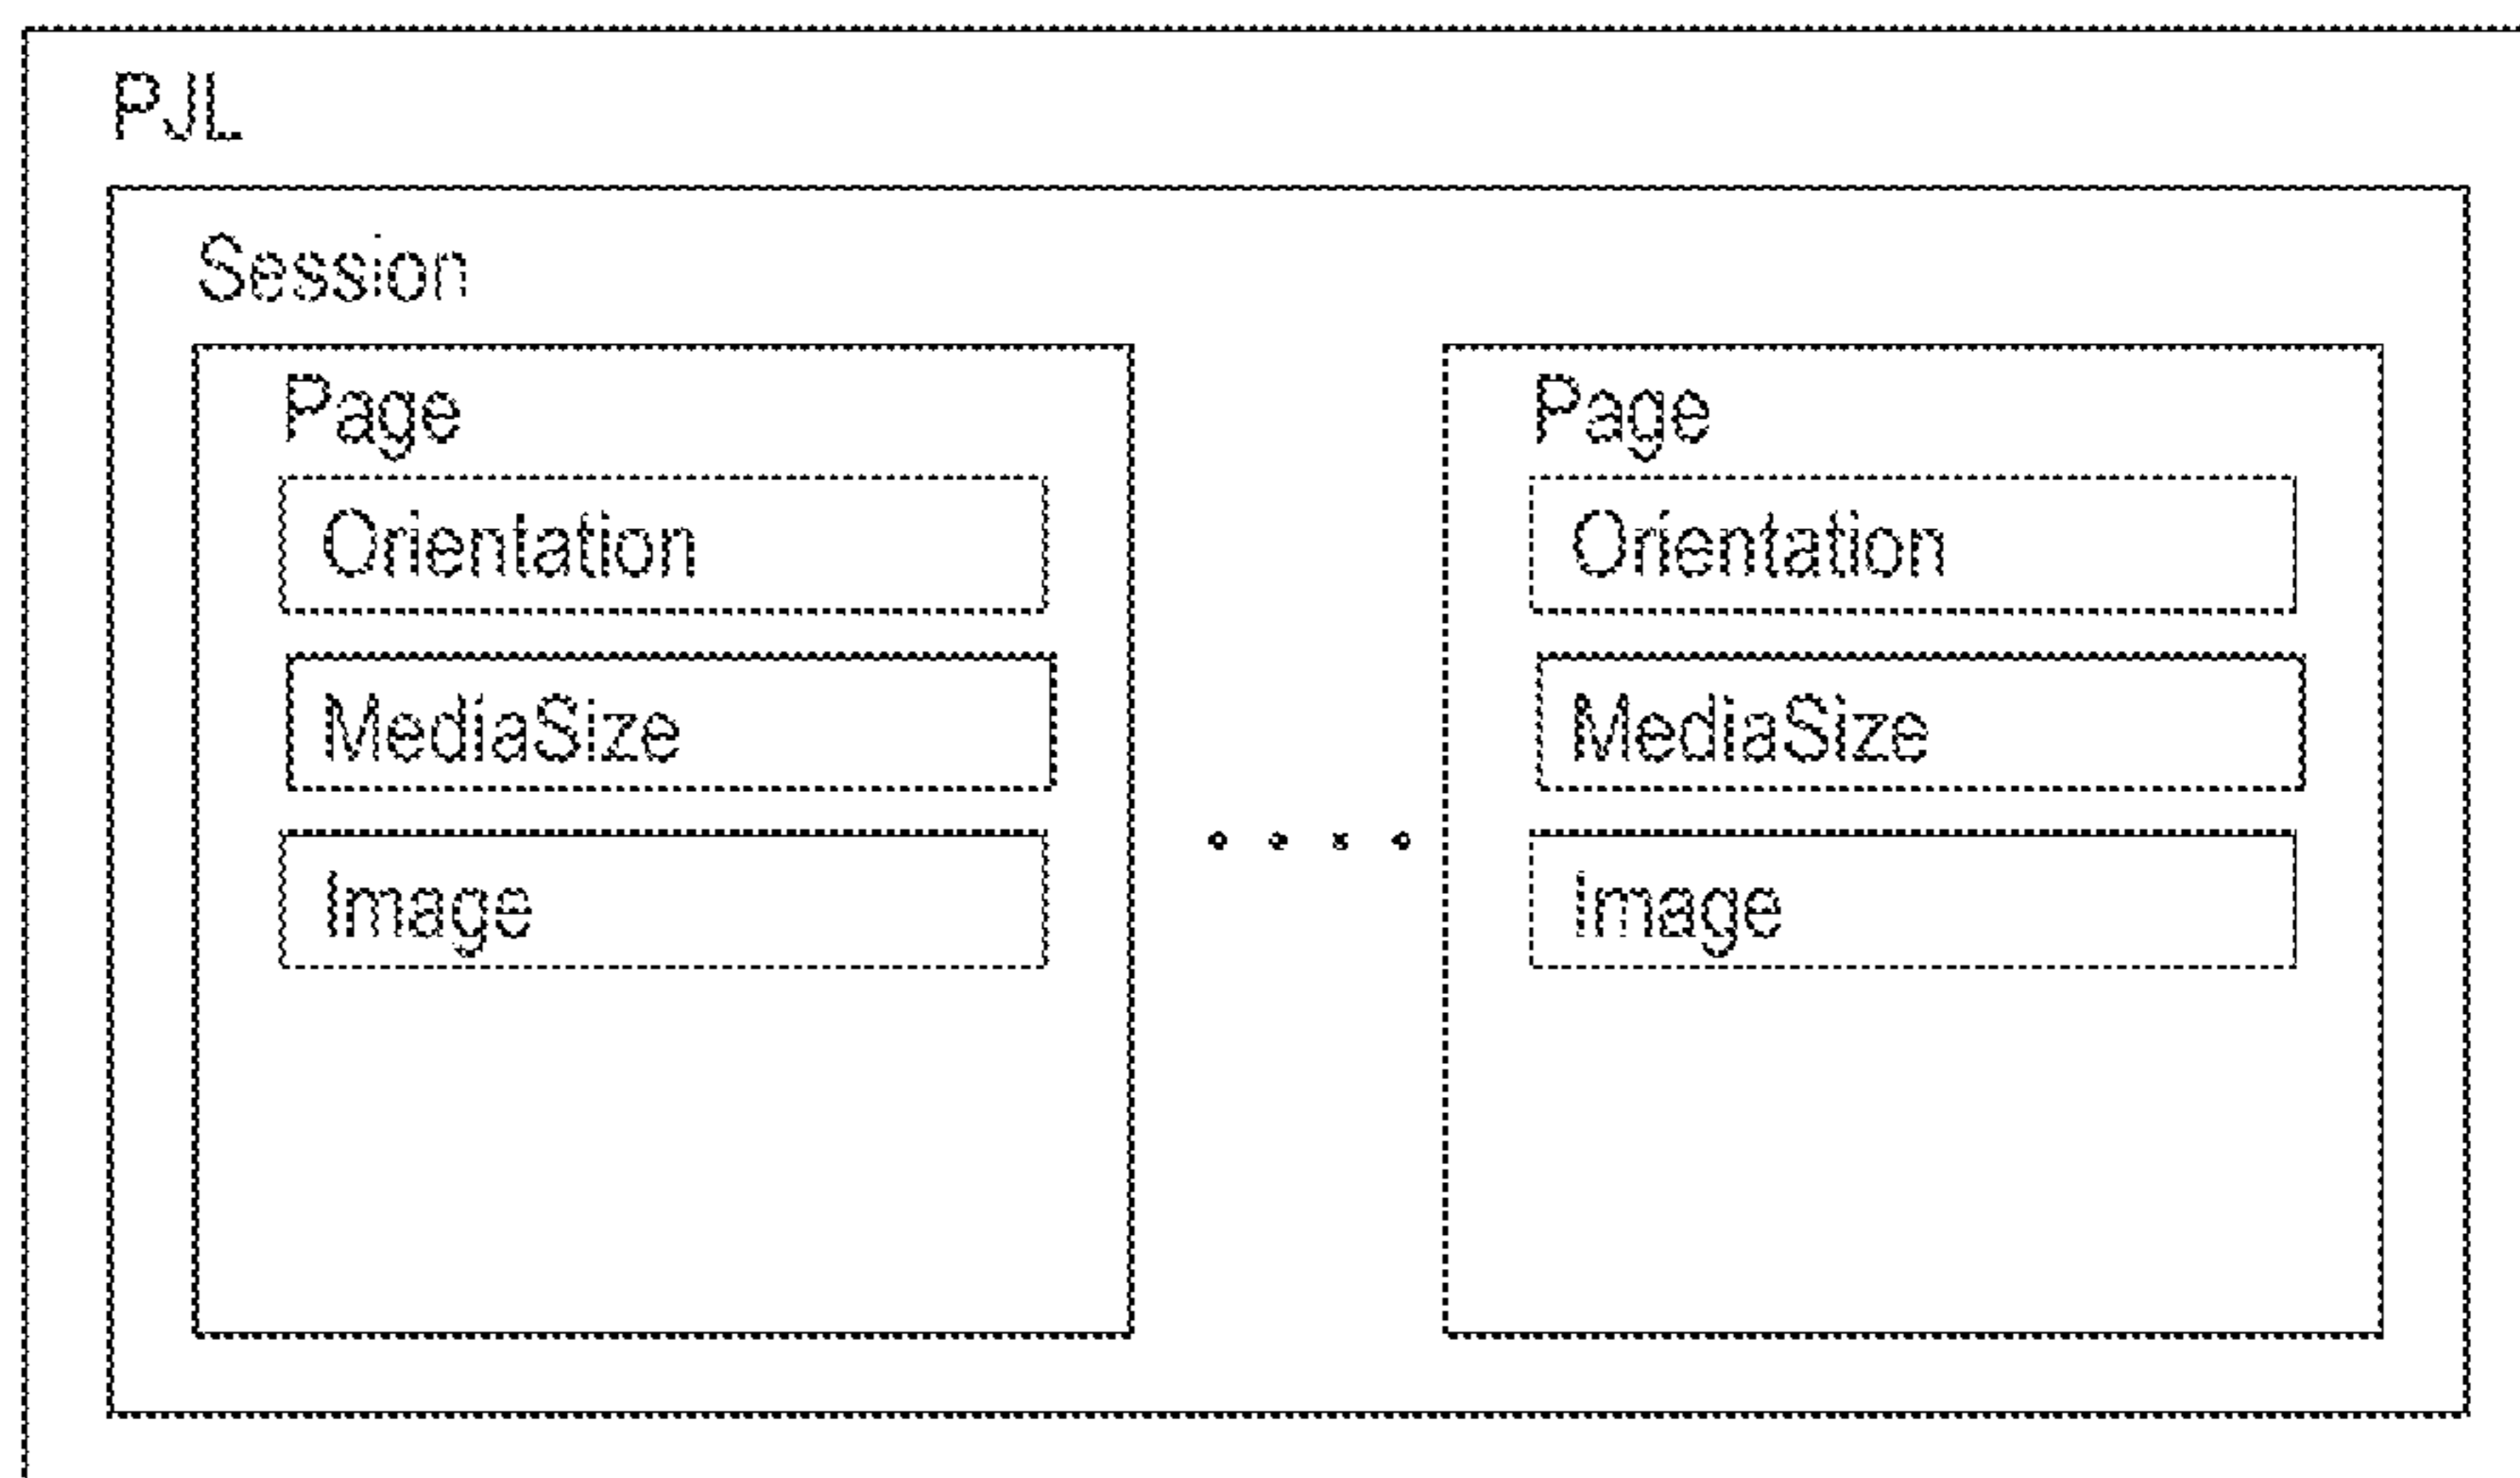 PJL
Session
Page
Orientation
MediaSize
Image
Page
Orientation
MediaSize
Image